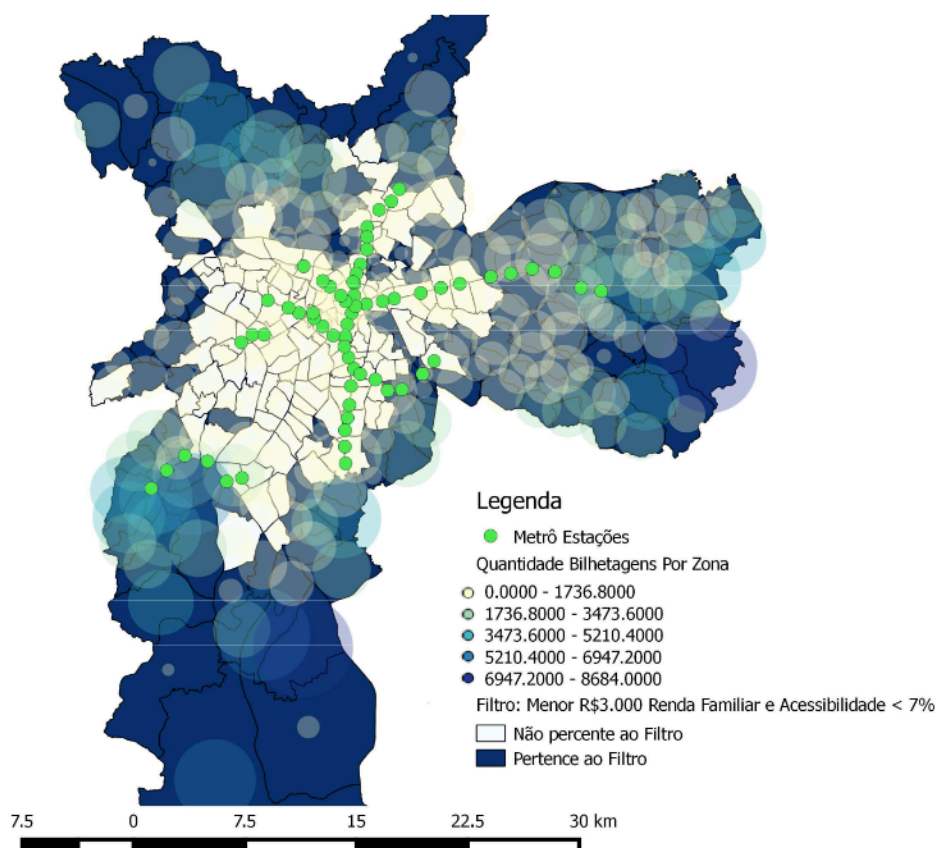 Legenda
Metrô Estações
Quantidade Bilhetagens Por Zona
0.0000 - 1736.8000
1736.8000 - 3473.6000
3473.6000 - 5210.4000
5210.4000 - 6947.2000
6947.2000 - 8684.0000
Filtro: Menor R$3.000 Renda Familiar e Acessibilidade < 7%
Não percente ao Filtro
Pertence ao Filtro
7.5 0 7.5 15 22.5 30 km